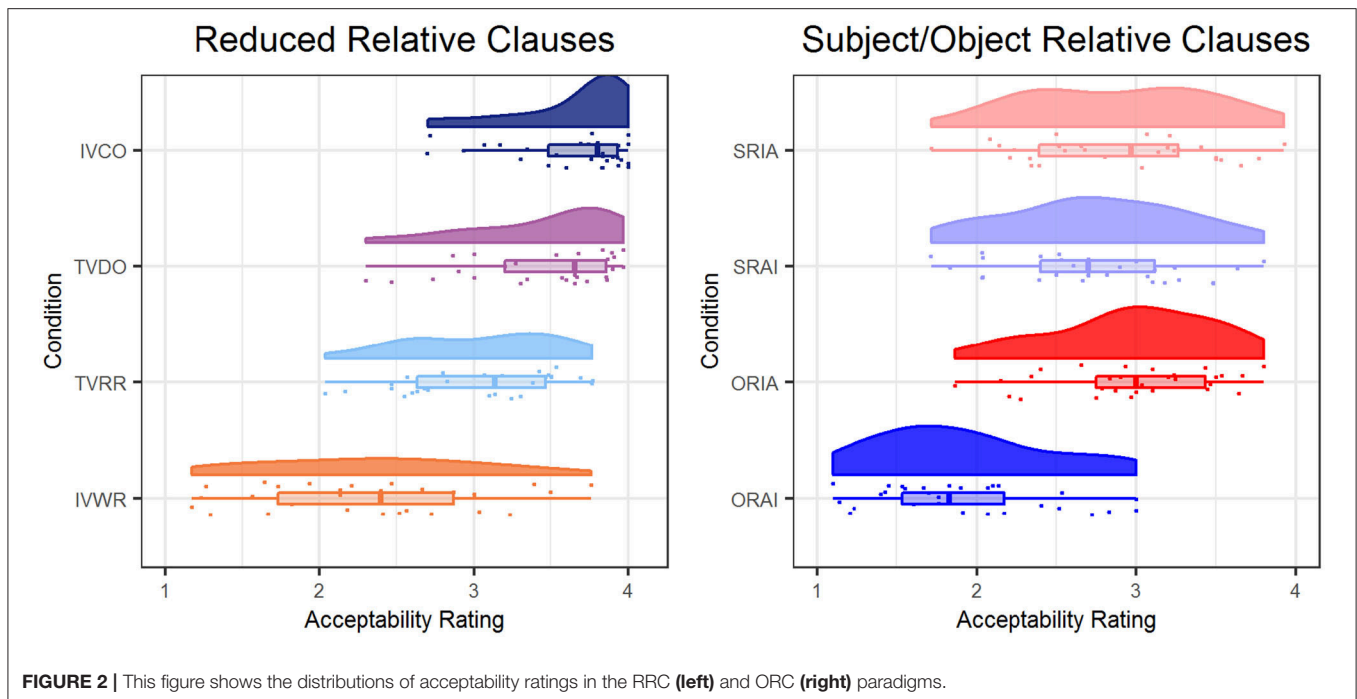 Reduced Relative Clauses
Condition
IVCO
TVDO
TVRR
IVWR
1 2 3 4
Acceptability Rating
Subject/Object Relative Clauses
Condition
SRIA
SRAI
ORIA
ORAI
1 2 3 4
Acceptability Rating
FIGURE 2 | This figure shows the distributions of acceptability ratings in the RRC (left) and ORC (right) paradigms.